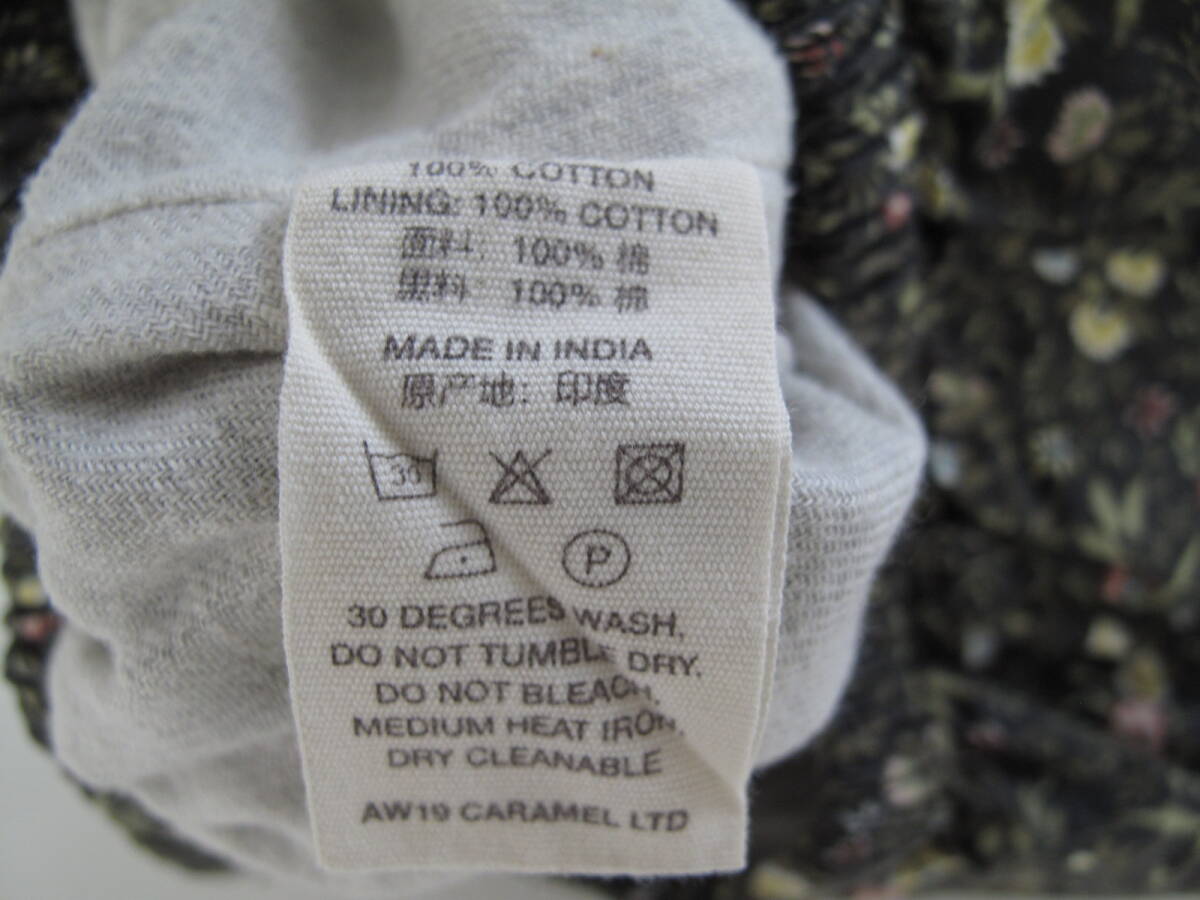 100% COTTON
LINING: 100% COTTON
面料: 100% 棉
里料: 100% 棉
MADE IN INDIA
原产地: 印度
30
P
30 DEGREES WASH.
DO NOT TUMBLE DRY.
DO NOT BLEACH.
MEDIUM HEAT IRON.
DRY CLEANABLE
AW19 CARAMEL LTD